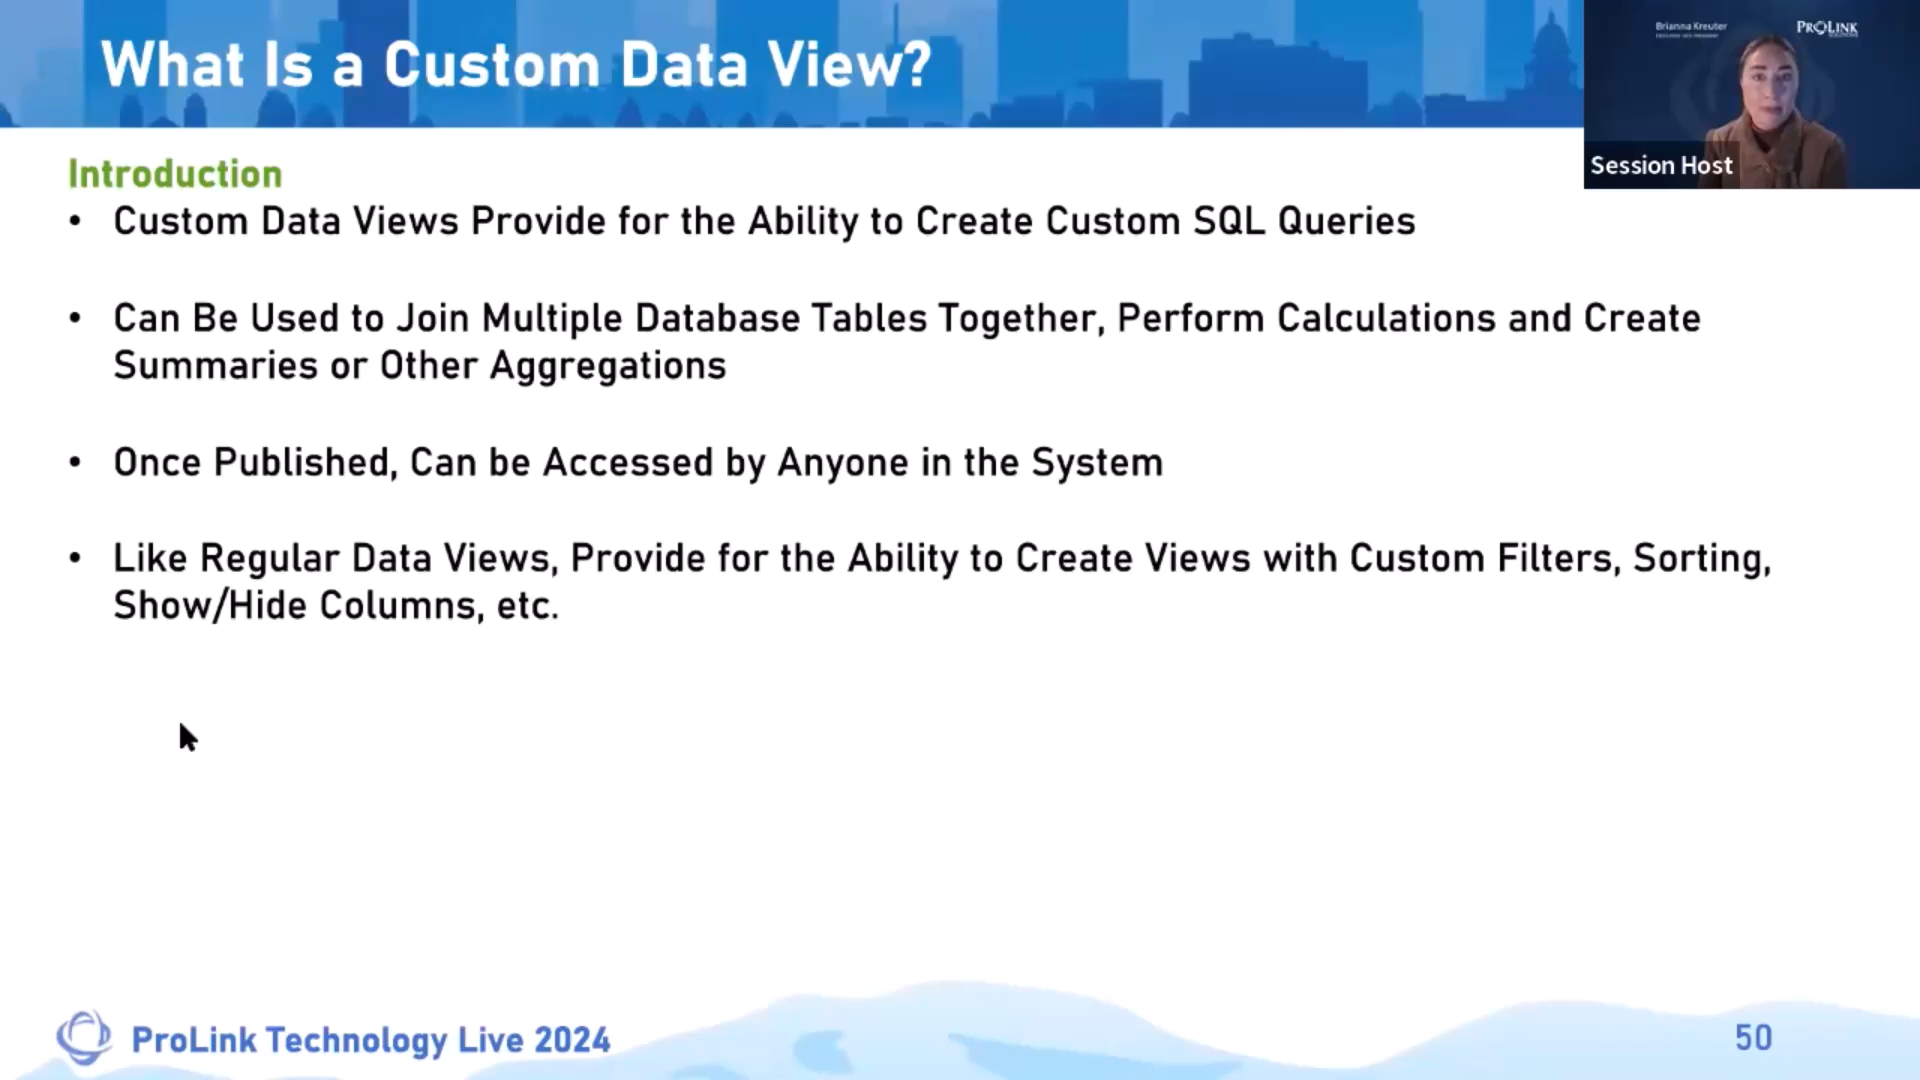 What Is a Custom Data View?
Brianna Kreuter
PROLINK
Session Host
Introduction
• Custom Data Views Provide for the Ability to Create Custom SQL Queries
• Can Be Used to Join Multiple Database Tables Together, Perform Calculations and Create
Summaries or Other Aggregations
• Once Published, Can be Accessed by Anyone in the System
• Like Regular Data Views, Provide for the Ability to Create Views with Custom Filters, Sorting,
Show/Hide Columns, etc.
ProLink Technology Live 2024
50